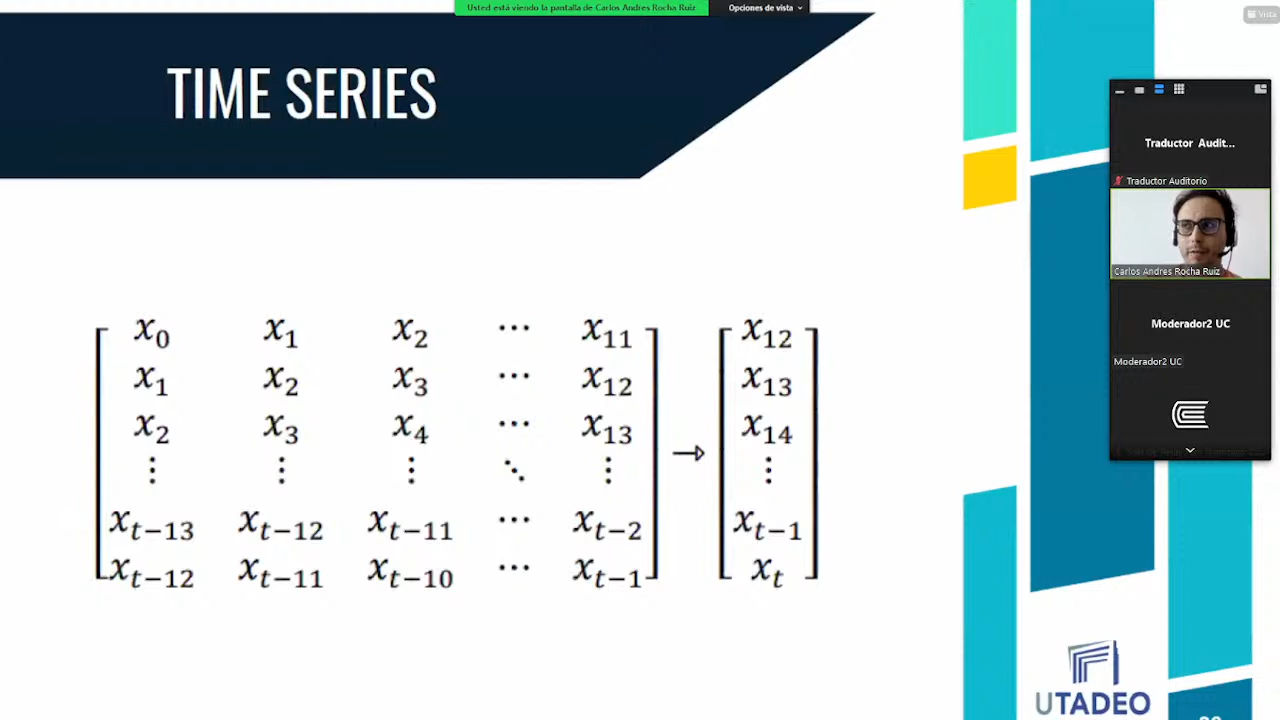 Usted está viendo la pantalla de Carlos Andres Rocha Ruiz
Opciones de vista
Vista
TIME SERIES
Traductor Audit...
Traductor Auditorio
Carlos Andres Rocha Ruiz
Moderador2 UC
Moderador2 UC
x₀ x₁ x₂ ⋯ x₁₁ x₁₂
x₁ x₂ x₃ ⋯ x₁₂ x₁₃
x₂ x₃ x₄ ⋯ x₁₃ → x₁₄
⋮ ⋮ ⋮ ⋱ ⋮ ⋮
xₜ₋₁₃ xₜ₋₁₂ xₜ₋₁₁ ⋯ xₜ₋₂ xₜ₋₁
xₜ₋₁₂ xₜ₋₁₁ xₜ₋₁₀ ⋯ xₜ₋₁ xₜ
UTADEO